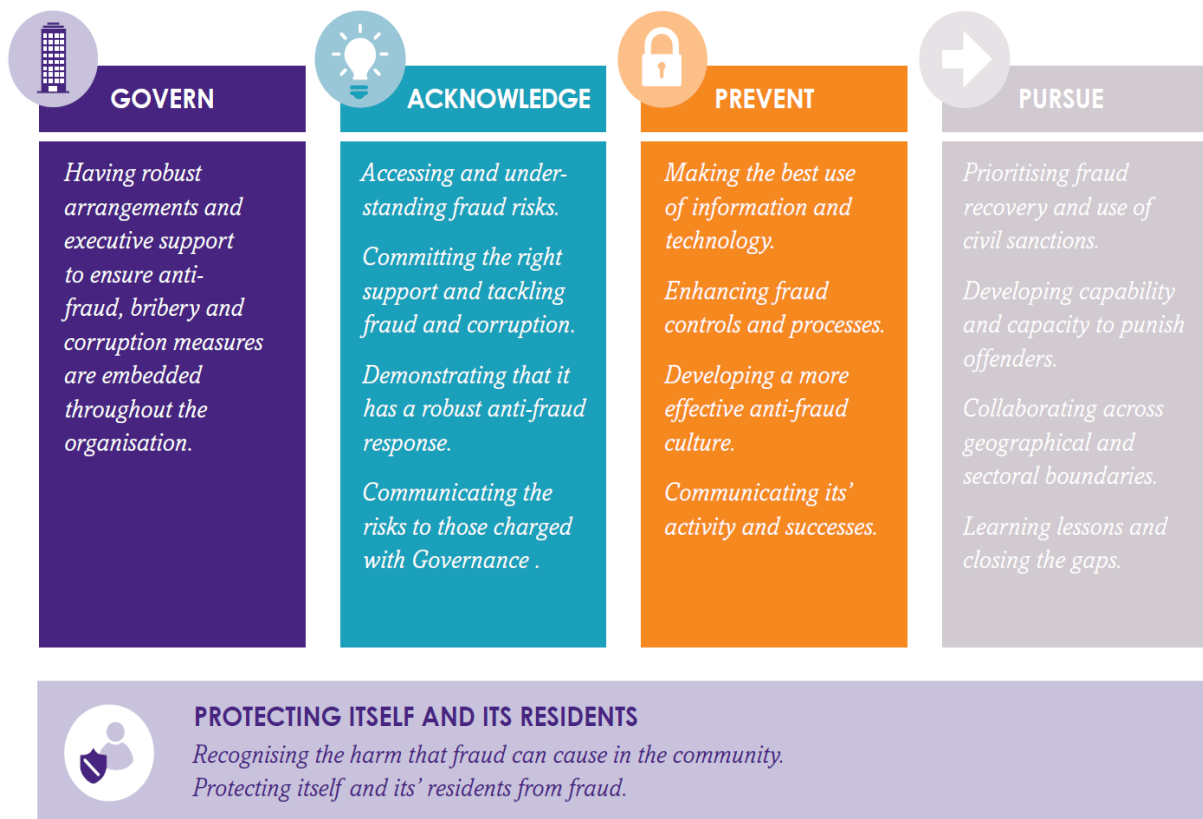 GOVERN
Having robust
arrangements and
executive support
to ensure anti-
fraud, bribery and
corruption measures
are embedded
throughout the
organisation.
ACKNOWLEDGE
Accessing and under-
standing fraud risks.
Committing the right
support and tackling
fraud and corruption.
Demonstrating that it
has a robust anti-fraud
response.
Communicating the
risks to those charged
with Governance .
PREVENT
Making the best use
of information and
technology.
Enhancing fraud
controls and processes.
Developing a more
effective anti-fraud
culture.
Communicating its’
activity and successes.
PURSUE
Prioritising fraud
recovery and use of
civil sanctions.
Developing capability
and capacity to punish
offenders.
Collaborating across
geographical and
sectoral boundaries.
Learning lessons and
closing the gaps.
PROTECTING ITSELF AND ITS RESIDENTS
Recognising the harm that fraud can cause in the community.
Protecting itself and its’ residents from fraud.